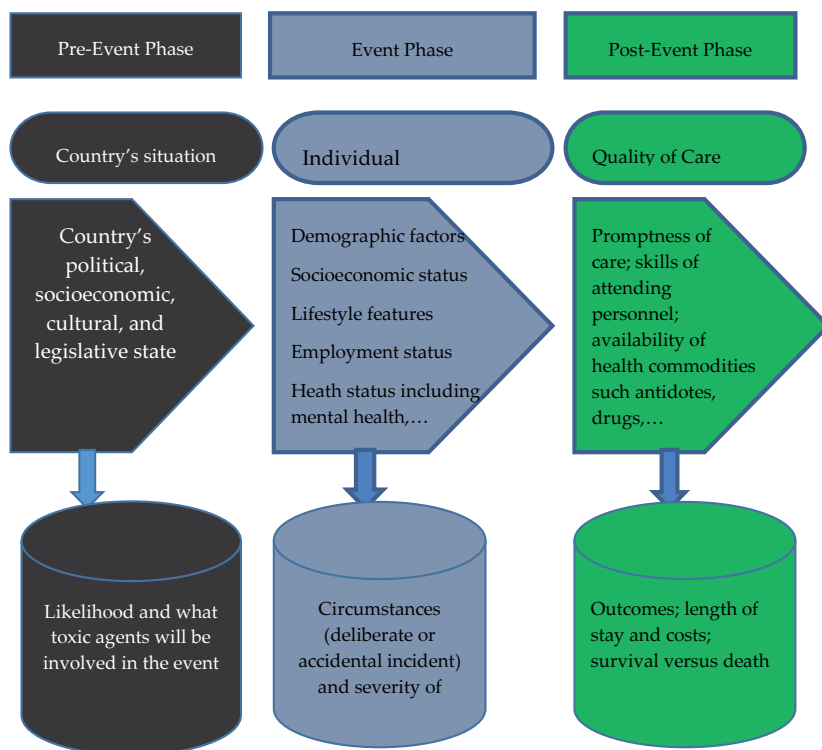 Pre-Event Phase
Event Phase
Post-Event Phase
Country's situation
Individual
Quality of Care
Country's
political,
socioeconomic,
cultural, and
legislative state
Demographic factors
Socioeconomic status
Lifestyle features
Employment status
Heath status including
mental health,…
Promptness of
care; skills of
attending
personnel;
availability of
health commodities
such antidotes,
drugs,…
Likelihood and what
toxic agents will be
involved in the event
Circumstances
(deliberate or
accidental incident)
and severity of
Outcomes; length of
stay and costs;
survival versus death